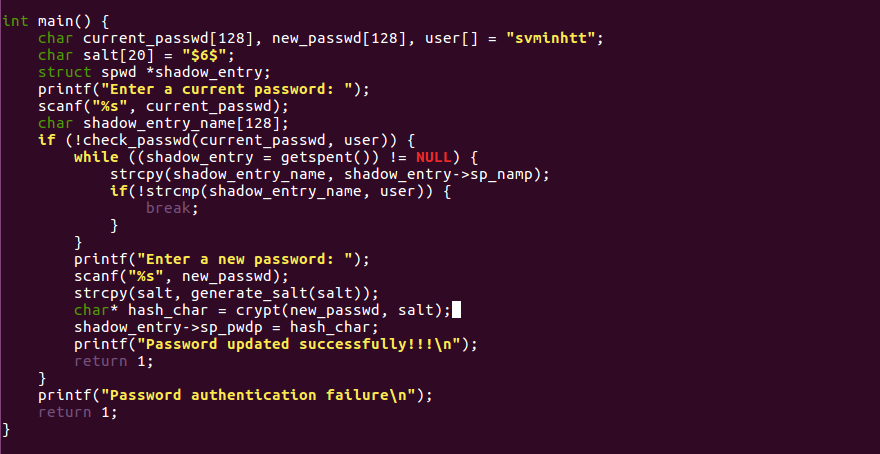 int main() {
    char current_passwd[128], new_passwd[128], user[] = "svminhtt";
    char salt[20] = "$6$";
    struct spwd *shadow_entry;
    printf("Enter a current password: ");
    scanf("%s", current_passwd);
    char shadow_entry_name[128];
    if (!check_passwd(current_passwd, user)) {
        while ((shadow_entry = getspent()) != NULL) {
            strcpy(shadow_entry_name, shadow_entry->sp_namp);
            if(!strcmp(shadow_entry_name, user)) {
                break;
            }
        }
        printf("Enter a new password: ");
        scanf("%s", new_passwd);
        strcpy(salt, generate_salt(salt));
        char* hash_char = crypt(new_passwd, salt);
        shadow_entry->sp_pwdp = hash_char;
        printf("Password updated successfully!!!\n");
        return 1;
    }
    printf("Password authentication failure\n");
    return 1;
}